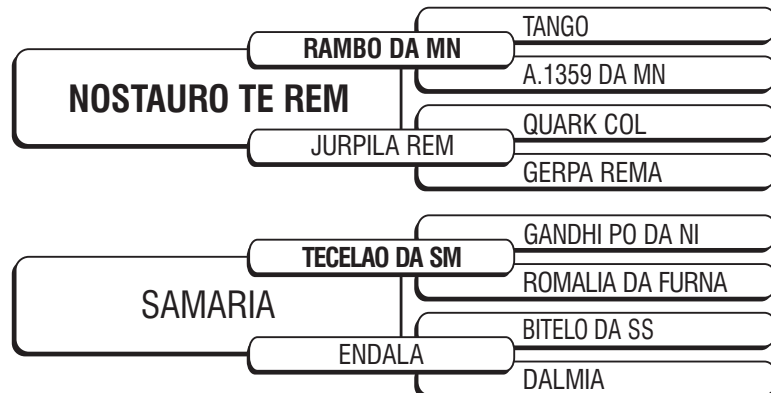 TANGO
RAMBO DA MN
A.1359 DA MN
NOSTAURO TE REM
QUARK COL
JURPILA REM
GERPA REMA
GANDHI PO DA NI
TECELAO DA SM
ROMALIA DA FURNA
SAMARIA
BITELO DA SS
ENDALA
DALMIA